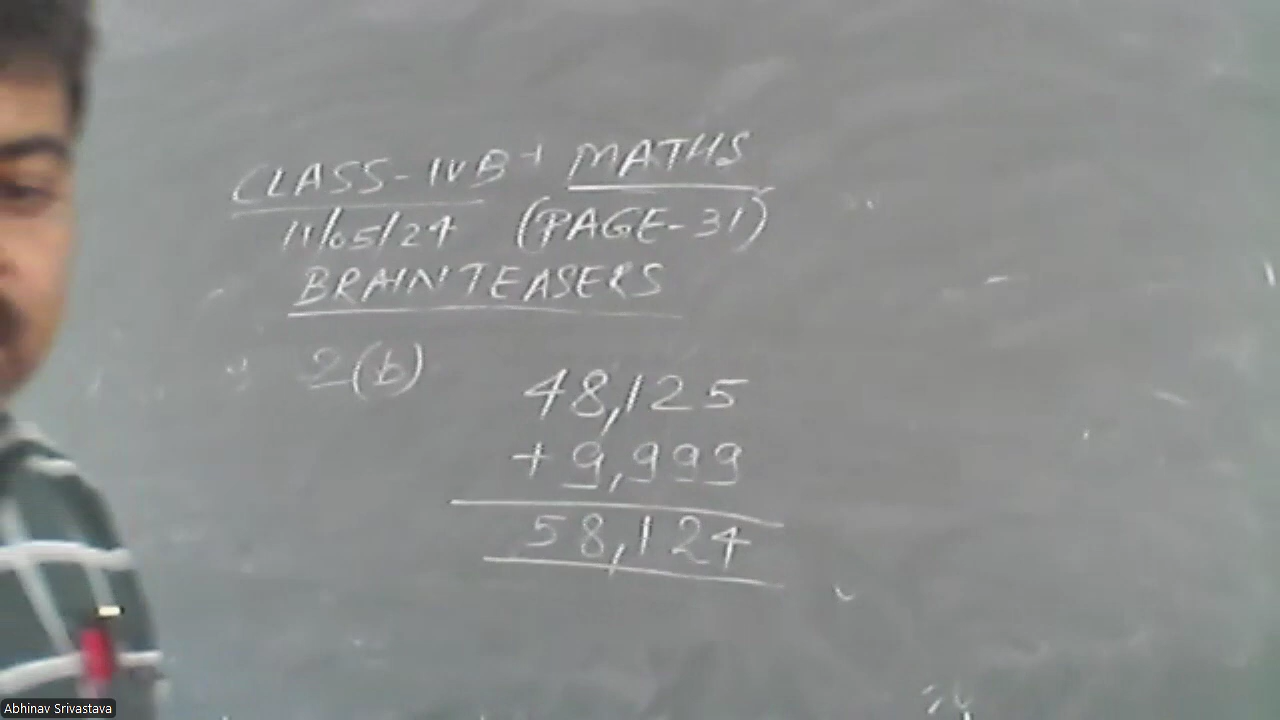 CLASS-IVB+ MATHS
11/05/24 (PAGE-31)
BRAINTEASERS
2(b) 48,125
+ 9,999
58,124
Abhinav Srivastava